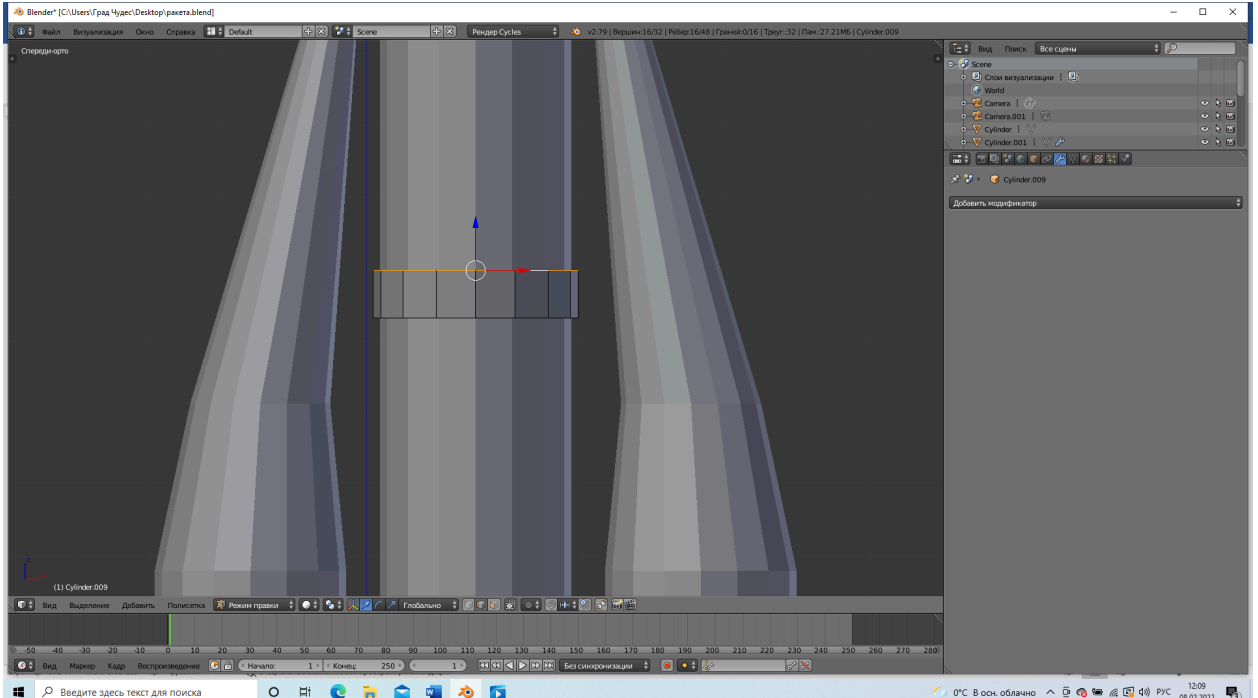 Blender* [C:\Users\Град Чудес\Desktop\ракета.blend]
Файл Визуализация Окно Справка Default Scene Рендер Cycles v2.79 | Вершин:16/32 | Рёбер:16/48 | Граней:0/16 | Треуг.:32 | Пам.:27.21МБ | Cylinder.009
Спереди-орто
Вид Поиск Все сцены
Scene
Слои визуализации
World
Camera
Camera.001
Cylinder
Cylinder.001
Cylinder.009
Добавить модификатор
z
(1) Cylinder.009
Вид Выделение Добавить Полисетка Режим правки Глобально
-50 -40 -30 -20 -10 0 10 20 30 40 50 60 70 80 90 100 110 120 130 140 150 160 170 180 190 200 210 220 230 240 250 260 270 280
Вид Маркер Кадр Воспроизведение Начало: 1 Конец: 250 1 Без синхронизации
Введите здесь текст для поиска 0°C В осн. облачно РУС 12:09